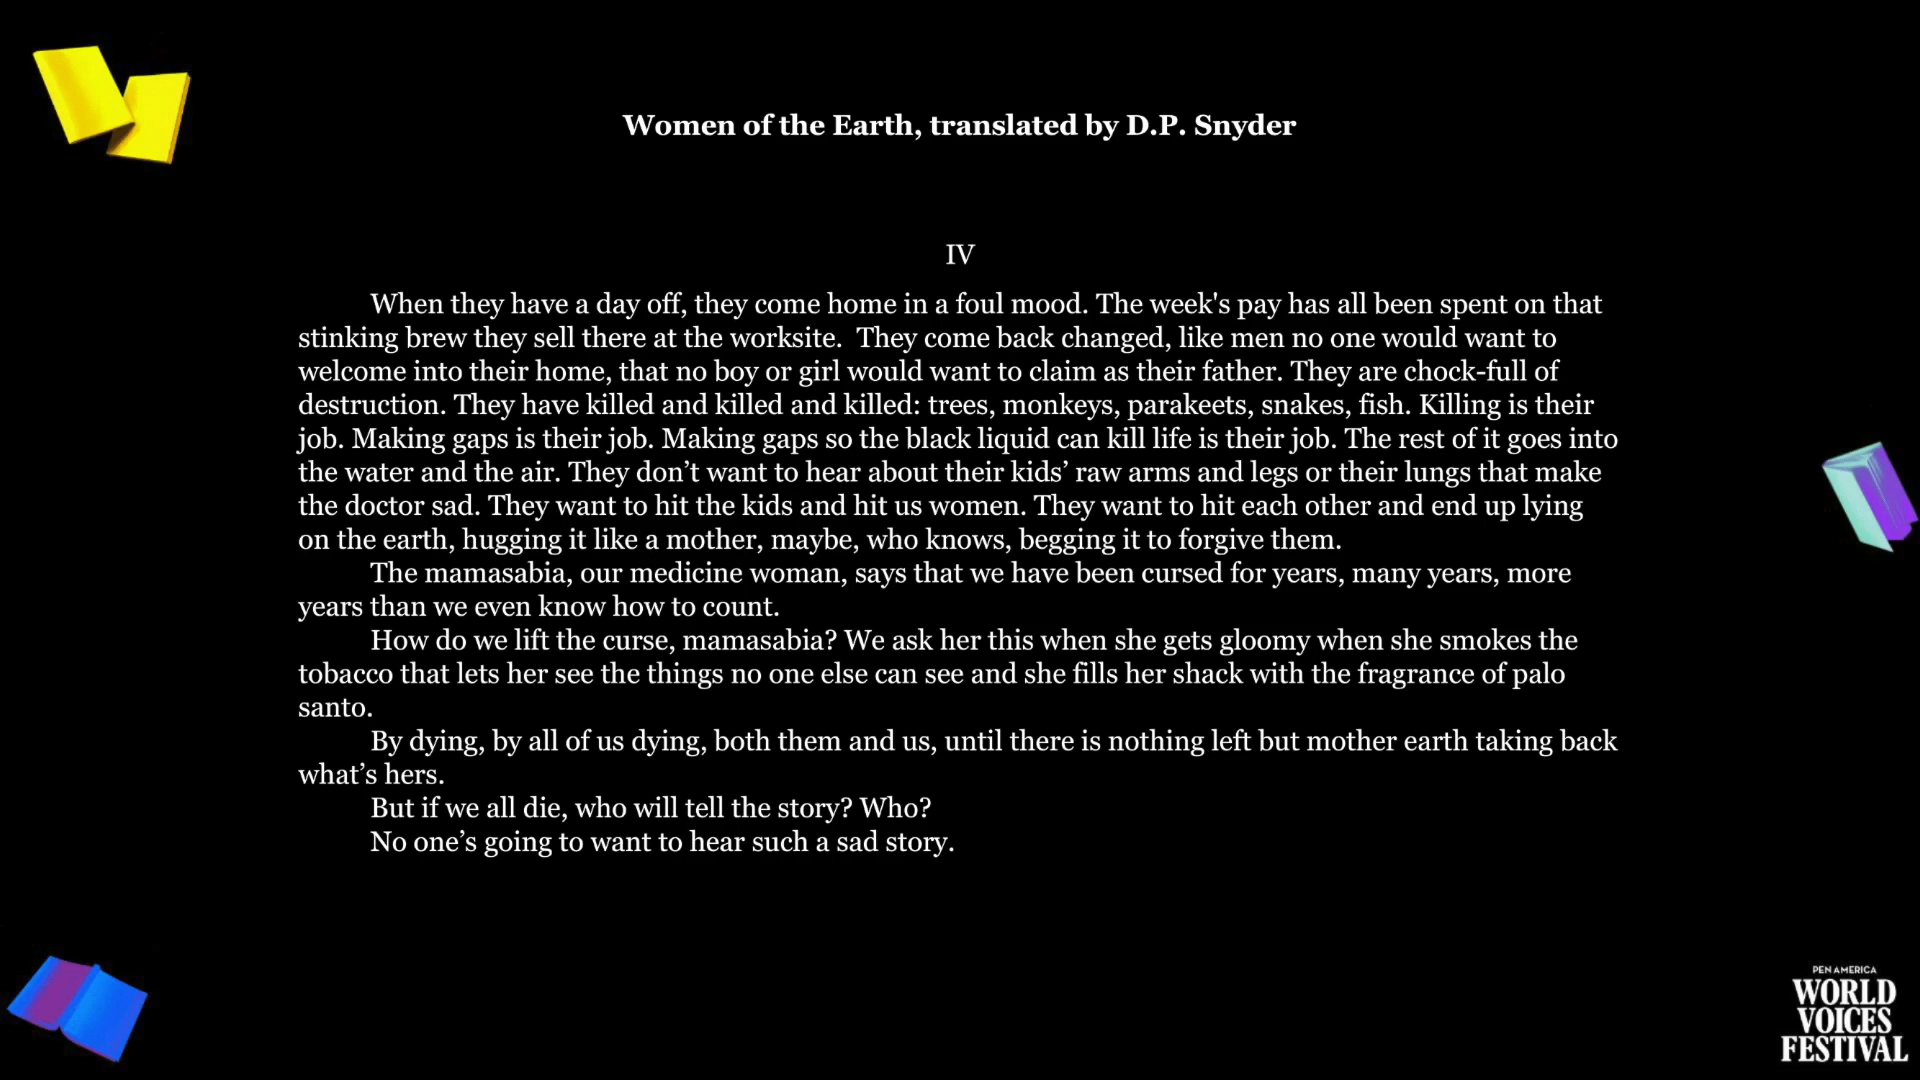 Women of the Earth, translated by D.P. Snyder
IV
When they have a day off, they come home in a foul mood. The week's pay has all been spent on that
stinking brew they sell there at the worksite.  They come back changed, like men no one would want to
welcome into their home, that no boy or girl would want to claim as their father. They are chock-full of
destruction. They have killed and killed and killed: trees, monkeys, parakeets, snakes, fish. Killing is their
job. Making gaps is their job. Making gaps so the black liquid can kill life is their job. The rest of it goes into
the water and the air. They don’t want to hear about their kids’ raw arms and legs or their lungs that make
the doctor sad. They want to hit the kids and hit us women. They want to hit each other and end up lying
on the earth, hugging it like a mother, maybe, who knows, begging it to forgive them.
The mamasabia, our medicine woman, says that we have been cursed for years, many years, more
years than we even know how to count.
How do we lift the curse, mamasabia? We ask her this when she gets gloomy when she smokes the
tobacco that lets her see the things no one else can see and she fills her shack with the fragrance of palo
santo.
By dying, by all of us dying, both them and us, until there is nothing left but mother earth taking back
what’s hers.
But if we all die, who will tell the story? Who?
No one’s going to want to hear such a sad story.
PEN AMERICA
WORLD
VOICES
FESTIVAL